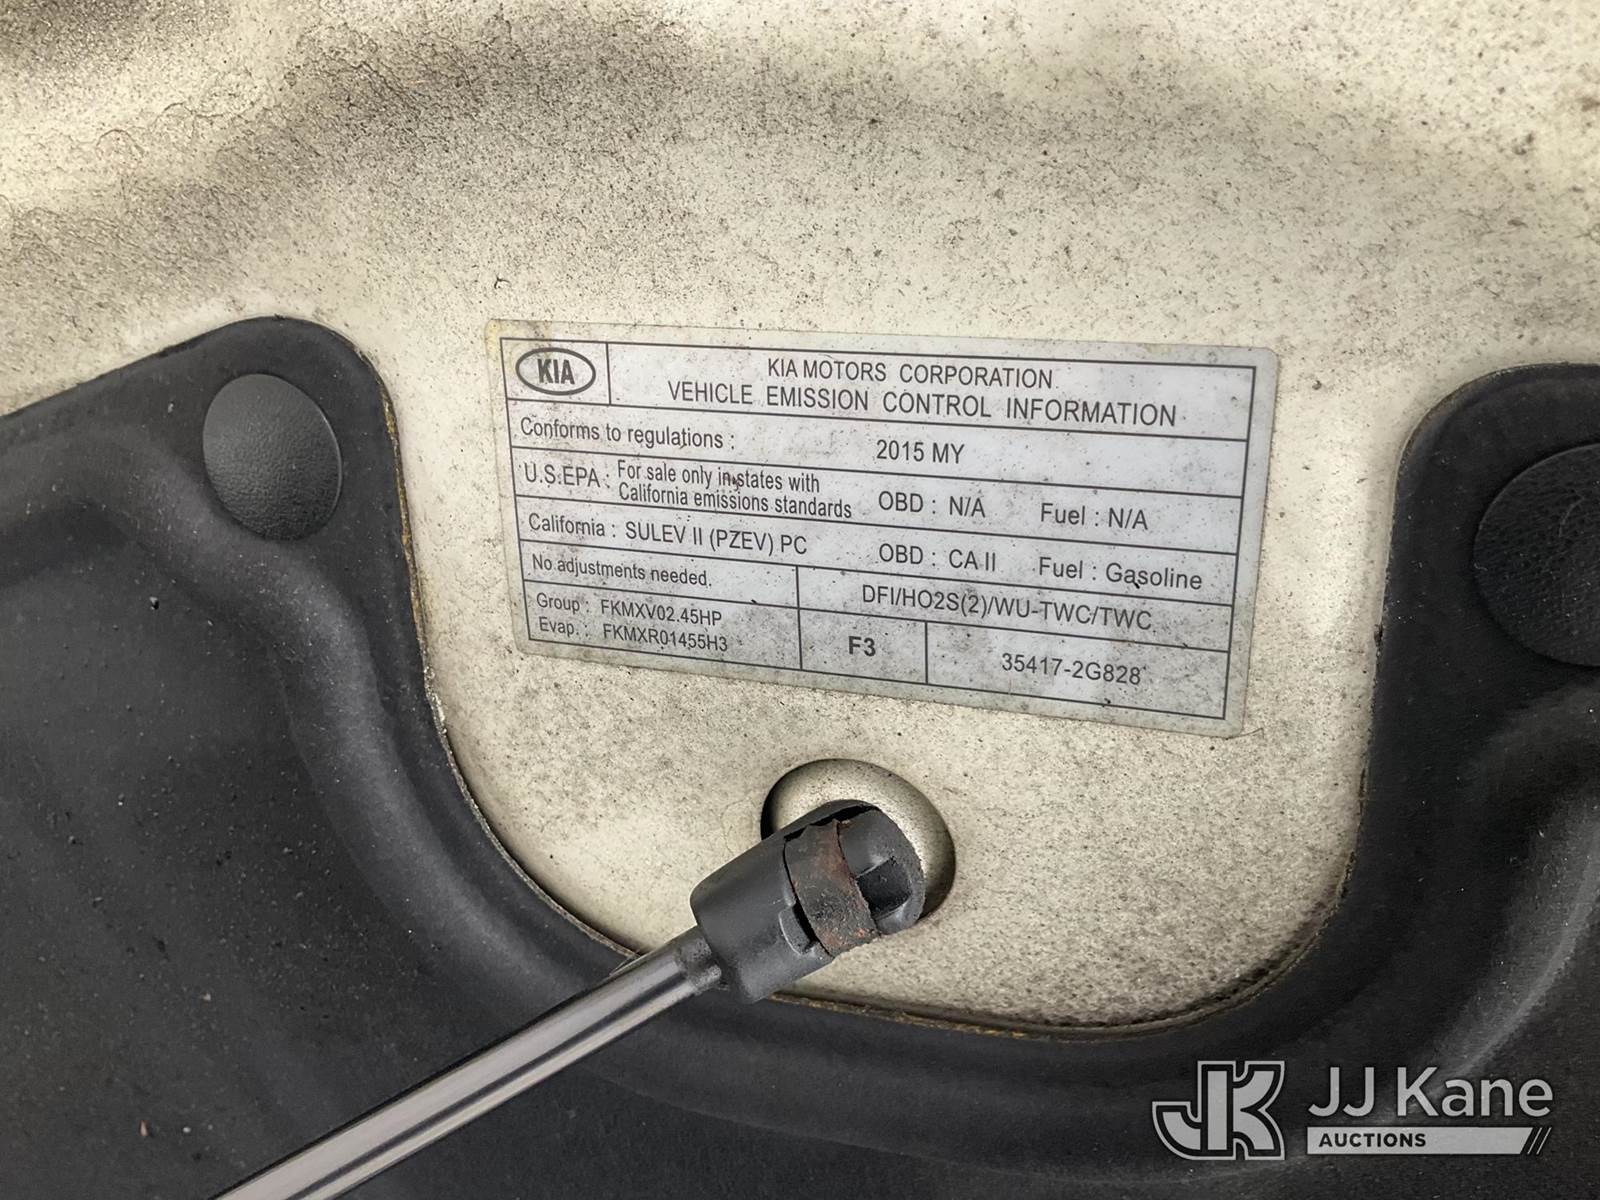 KIA
KIA MOTORS CORPORATION
VEHICLE EMISSION CONTROL INFORMATION
Conforms to regulations : 2015 MY
U.S.EPA : For sale only in states with
California emissions standards OBD : N/A Fuel : N/A
California : SULEV II (PZEV) PC OBD : CA II Fuel : Gasoline
No adjustments needed. DFI/HO2S(2)/WU-TWC/TWC
Group : FKMXV02.45HP
Evap. : FKMXR01455H3
F3 35417-2G828
JK JJ Kane
AUCTIONS